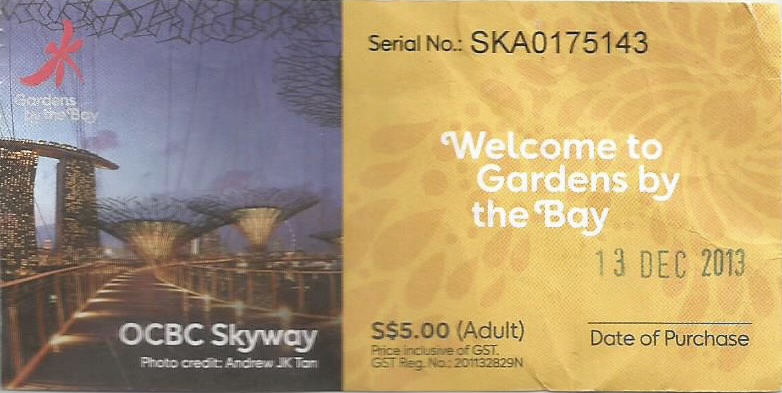 Gardens
by the Bay
OCBC Skyway
Photo credit: Andrew JK Tan
Serial No.: SKA0175143
Welcome to
Gardens by
the Bay
13 DEC 2013
S$5.00 (Adult)
Price inclusive of GST.
GST Reg. No.: 201132829N
Date of Purchase